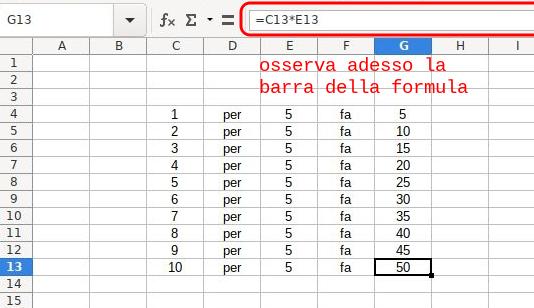 G13 fx Σ = =C13*E13
A B C D E F G H I
1 osserva adesso la
2 barra della formula
3
4 1 per 5 fa 5
5 2 per 5 fa 10
6 3 per 5 fa 15
7 4 per 5 fa 20
8 5 per 5 fa 25
9 6 per 5 fa 30
10 7 per 5 fa 35
11 8 per 5 fa 40
12 9 per 5 fa 45
13 10 per 5 fa 50
14
15